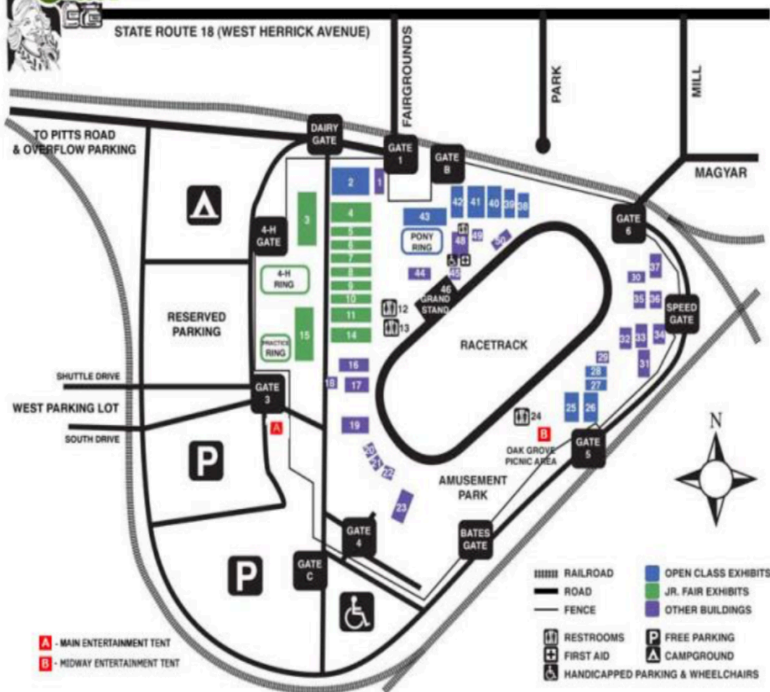 STATE ROUTE 18 (WEST HERRICK AVENUE)
FAIRGROUNDS
PARK
MILL
TO PITTS ROAD
& OVERFLOW PARKING
DAIRY
GATE
GATE
1
GATE
B
MAGYAR
2
1
3
4
5
6
7
8
9
10
11
14
43
42
41
40
39
38
PONY
RING
48
49
50
44
45
46
GRAND
STAND
GATE
6
4-H
GATE
4-H
RING
12
13
15
PRACTICE
RING
RESERVED
PARKING
RACETRACK
37
30
35
36
SPEED
GATE
32
33
34
31
29
28
27
25
26
16
18
17
19
SHUTTLE DRIVE
WEST PARKING LOT
SOUTH DRIVE
GATE
3
A
24
B
OAK GROVE
PICNIC AREA
GATE
5
N
P
22
23
AMUSEMENT
PARK
BATES
GATE
GATE
4
GATE
C
P
RAILROAD
ROAD
FENCE
OPEN CLASS EXHIBITS
JR. FAIR EXHIBITS
OTHER BUILDINGS
RESTROOMS
FIRST AID
P FREE PARKING
CAMPGROUND
HANDICAPPED PARKING & WHEELCHAIRS
A - MAIN ENTERTAINMENT TENT
B - MIDWAY ENTERTAINMENT TENT